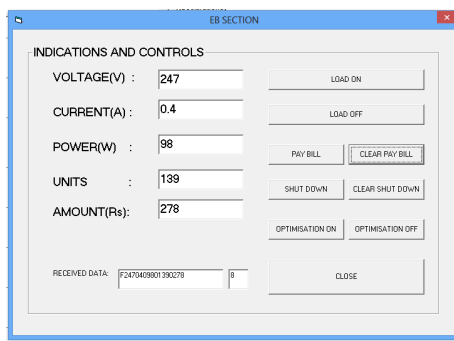 EB SECTION
INDICATIONS AND CONTROLS
VOLTAGE(V) : 247 LOAD ON
CURRENT(A) : 0.4 LOAD OFF
POWER(W) : 98 PAY BILL CLEAR PAY BILL
UNITS : 139 SHUT DOWN CLEAR SHUT DOWN
AMOUNT(Rs): 278
OPTIMISATION ON OPTIMISATION OFF
RECEIVED DATA: F2470409801390278 8 CLOSE